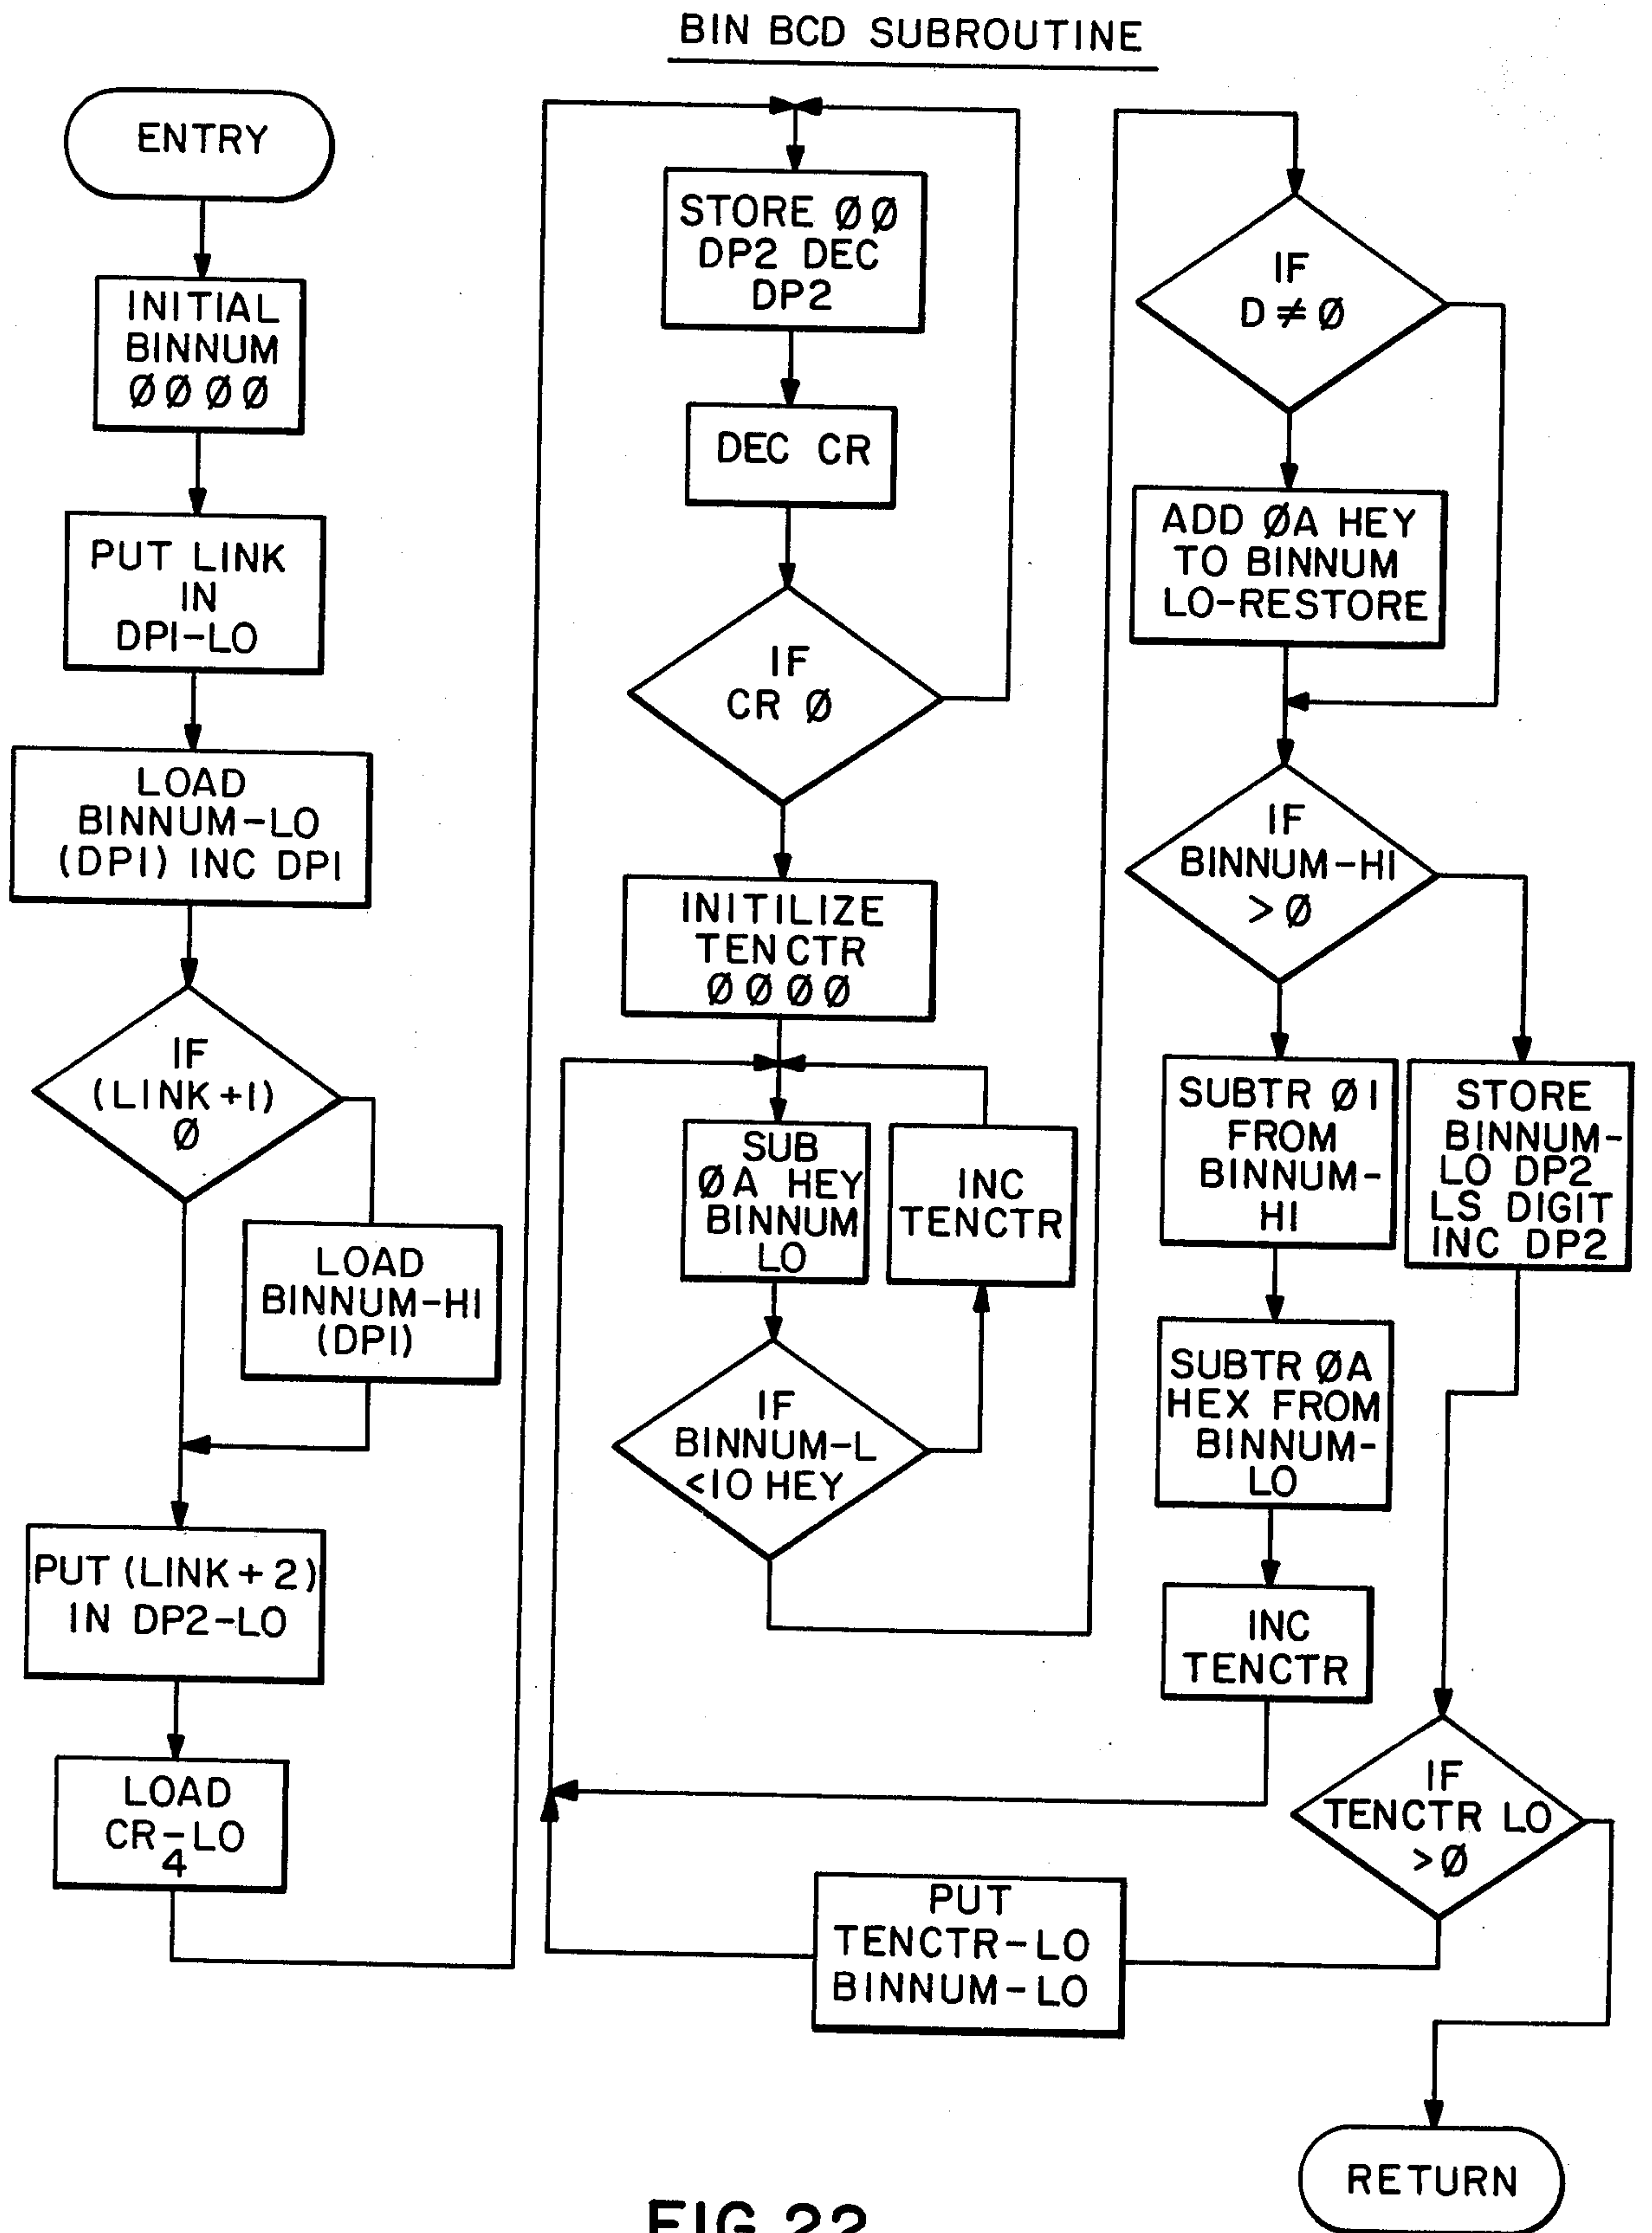 BIN BCD SUBROUTINE
ENTRY
INITIAL
BINNUM
ØØØØ
PUT LINK
IN
DPI-LO
LOAD
BINNUM-LO
(DPI) INC DPI
IF
(LINK+1)
Ø
LOAD
BINNUM-HI
(DPI)
PUT (LINK+2)
IN DP2-LO
LOAD
CR-LO
4
STORE ØØ
DP2 DEC
DP2
DEC CR
IF
CR Ø
INITILIZE
TENCTR
ØØØØ
SUB
ØA HEY
BINNUM
LO
INC
TENCTR
IF
BINNUM-L
<10 HEY
IF
D≠Ø
ADD ØA HEY
TO BINNUM
LO-RESTORE
IF
BINNUM-HI
>Ø
SUBTR Ø1
FROM
BINNUM-
HI
STORE
BINNUM-
LO DP2
LS DIGIT
INC DP2
SUBTR ØA
HEX FROM
BINNUM-
LO
INC
TENCTR
IF
TENCTR LO
>Ø
PUT
TENCTR-LO
BINNUM-LO
RETURN
FIG.22